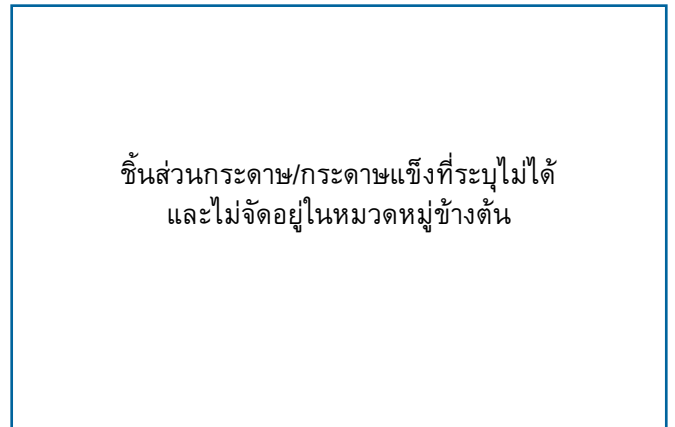 ชิ้นส่วนกระดาษ/กระดาษแข็งที่ระบุไม่ได้
และไม่จัดอยู่ในหมวดหมู่ข้างต้น